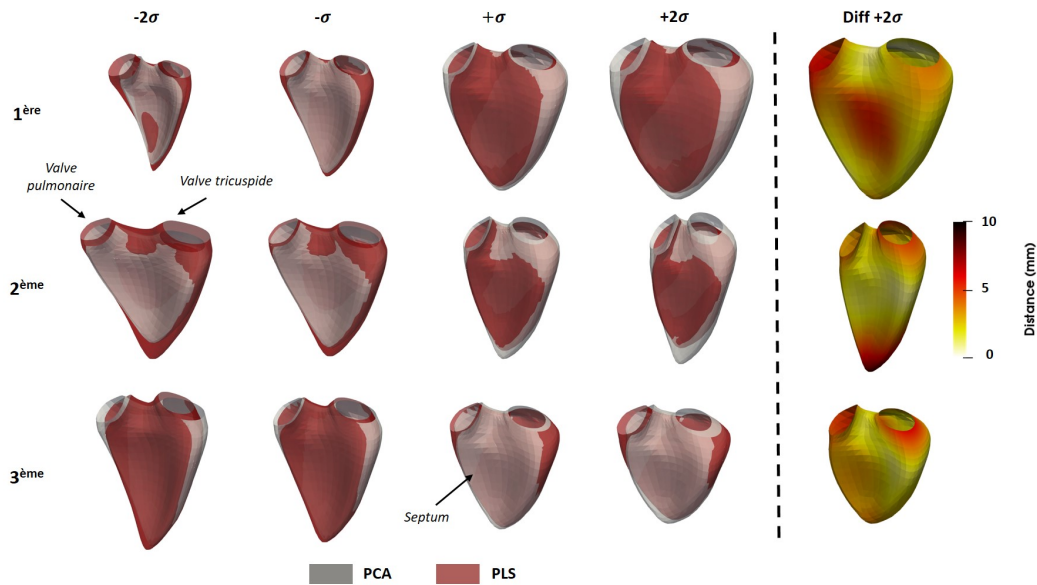 -2σ
-σ
+σ
+2σ
Diff +2σ
1ère
Valve
pulmonaire
Valve tricuspide
2ème
10
5
0
Distance (mm)
3ème
Septum
PCA
PLS